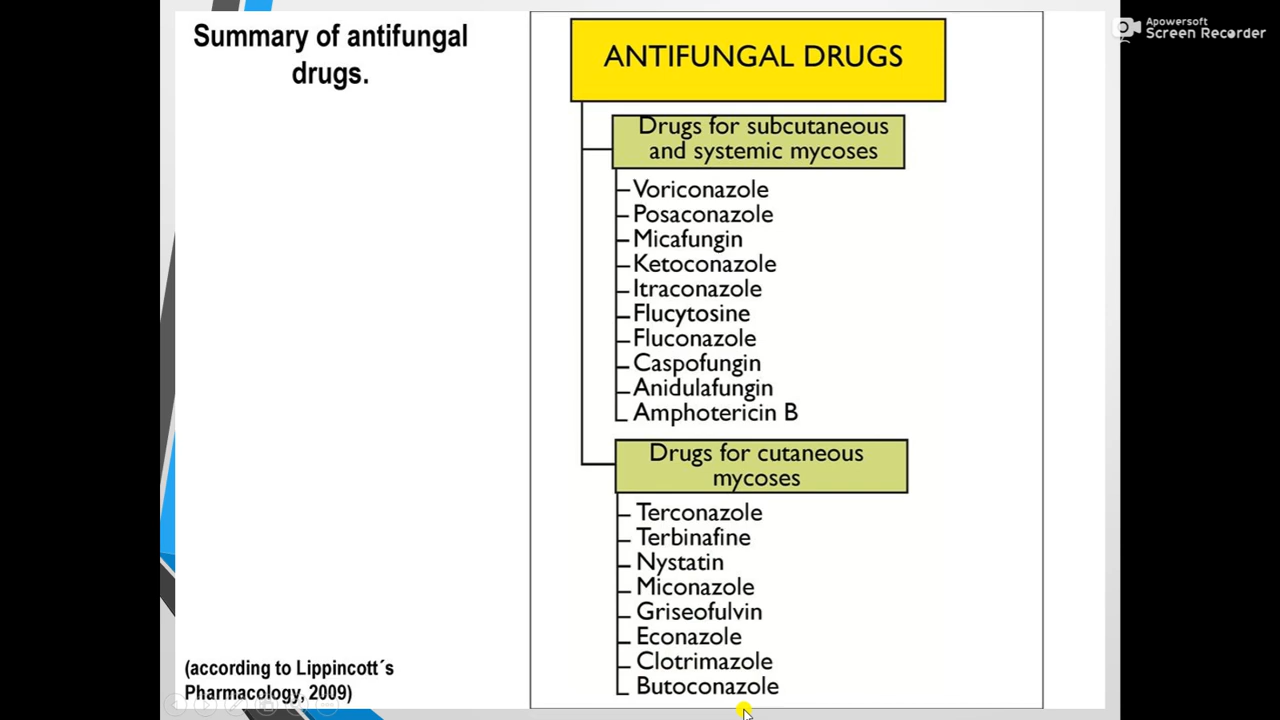 Summary of antifungal
drugs.
ANTIFUNGAL DRUGS
Drugs for subcutaneous
and systemic mycoses
Voriconazole
Posaconazole
Micafungin
Ketoconazole
Itraconazole
Flucytosine
Fluconazole
Caspofungin
Anidulafungin
Amphotericin B
Drugs for cutaneous
mycoses
Terconazole
Terbinafine
Nystatin
Miconazole
Griseofulvin
Econazole
Clotrimazole
Butoconazole
(according to Lippincott´s
Pharmacology, 2009)
Apowersoft
Screen Recorder